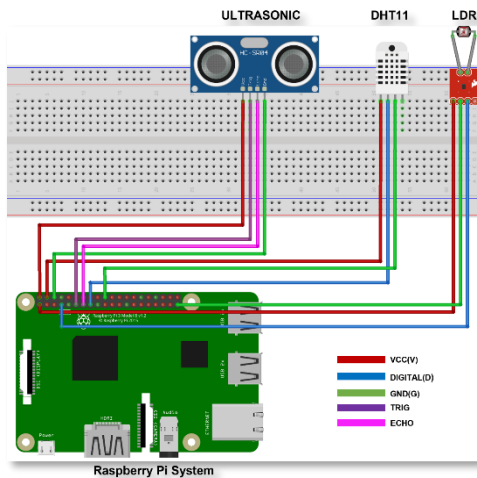 ULTRASONIC
DHT11
LDR
HC-SR04
VCC(V)
DIGITAL(D)
GND(G)
TRIG
ECHO
HDMI
Audio
ETHERNET
Power
Raspberry Pi System